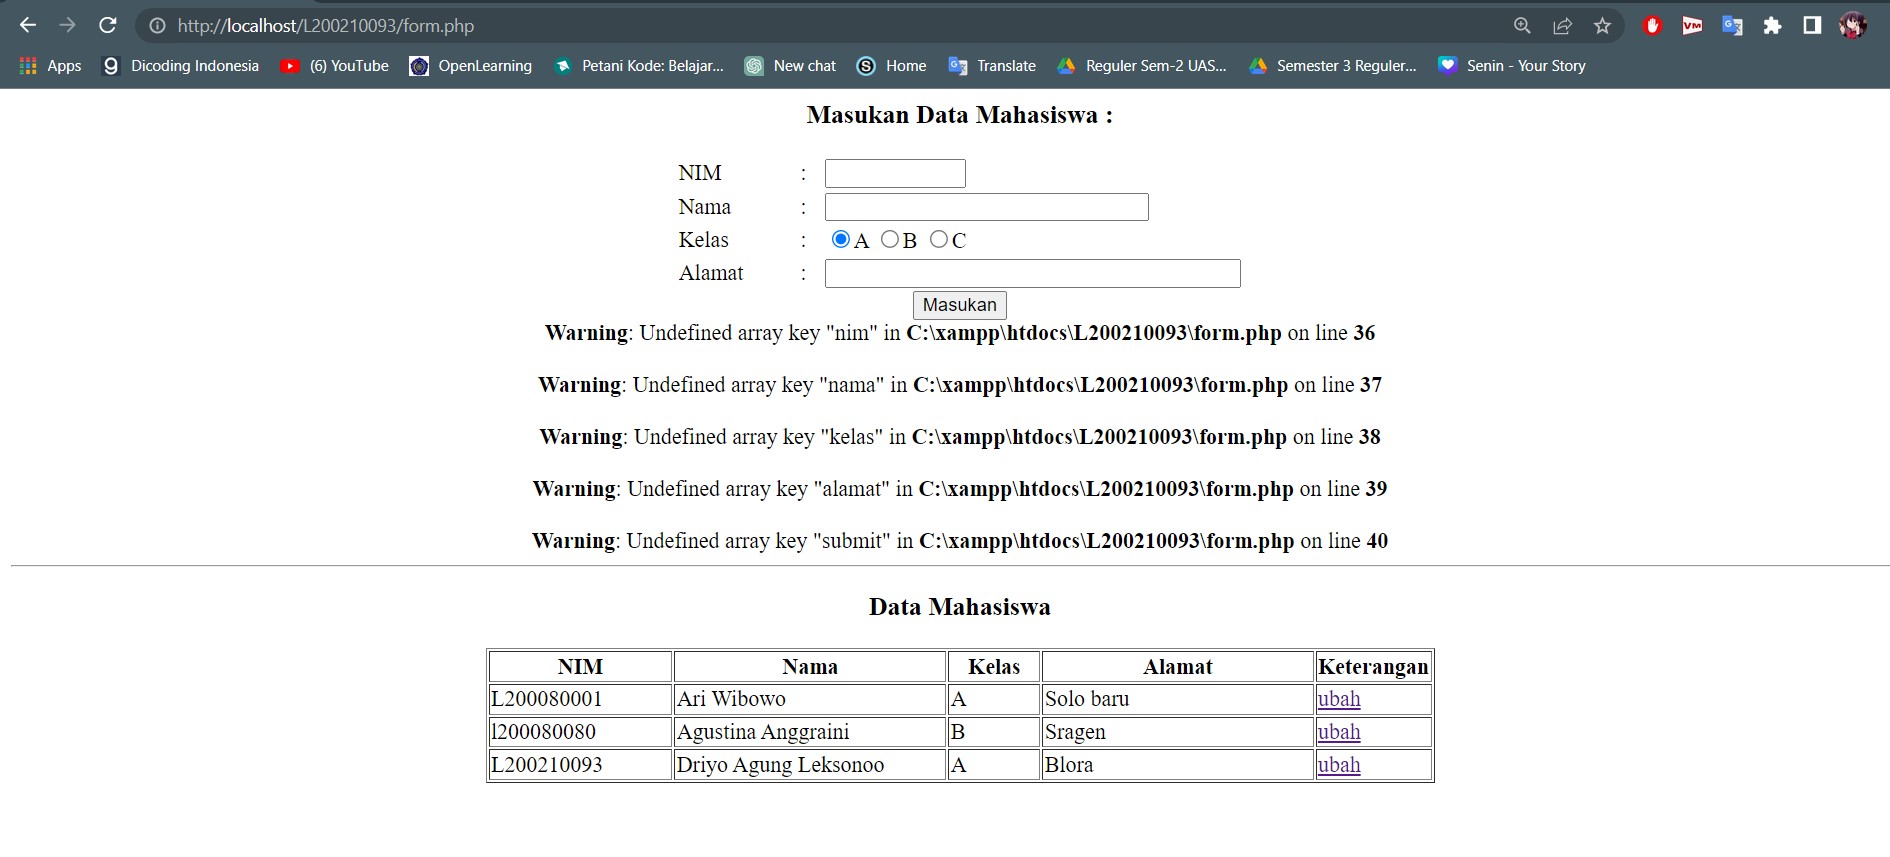 http://localhost/L200210093/form.php
Apps Dicoding Indonesia (6) YouTube OpenLearning Petani Kode: Belajar... New chat Home Translate Reguler Sem-2 UAS... Semester 3 Reguler... Senin - Your Story
Masukan Data Mahasiswa :
NIM :
Nama :
Kelas : A B C
Alamat :
Masukan
Warning: Undefined array key "nim" in C:\xampp\htdocs\L200210093\form.php on line 36
Warning: Undefined array key "nama" in C:\xampp\htdocs\L200210093\form.php on line 37
Warning: Undefined array key "kelas" in C:\xampp\htdocs\L200210093\form.php on line 38
Warning: Undefined array key "alamat" in C:\xampp\htdocs\L200210093\form.php on line 39
Warning: Undefined array key "submit" in C:\xampp\htdocs\L200210093\form.php on line 40
Data Mahasiswa
NIM Nama Kelas Alamat Keterangan
L200080001 Ari Wibowo A Solo baru ubah
l200080080 Agustina Anggraini B Sragen ubah
L200210093 Driyo Agung Leksonoo A Blora ubah